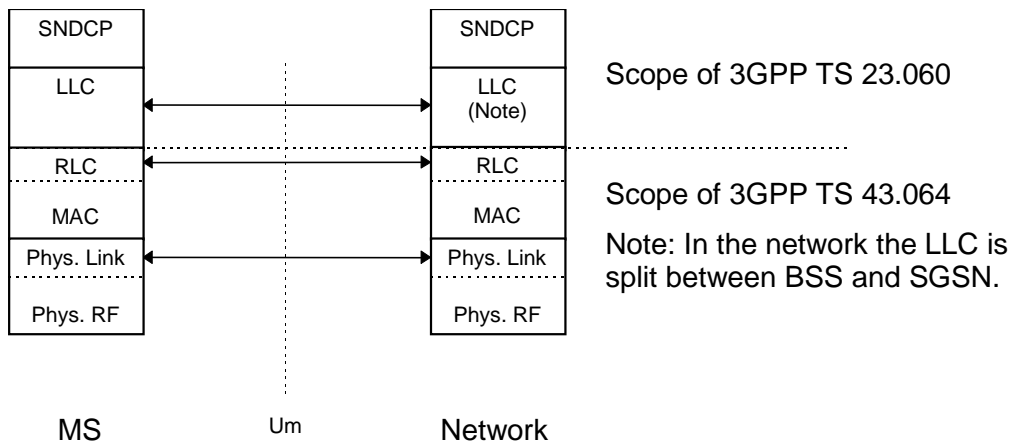 SNDCP
LLC
RLC
MAC
Phys. Link
Phys. RF
MS
Um
SNDCP
LLC
(Note)
RLC
MAC
Phys. Link
Phys. RF
Network
Scope of 3GPP TS 23.060
Scope of 3GPP TS 43.064
Note: In the network the LLC is
split between BSS and SGSN.